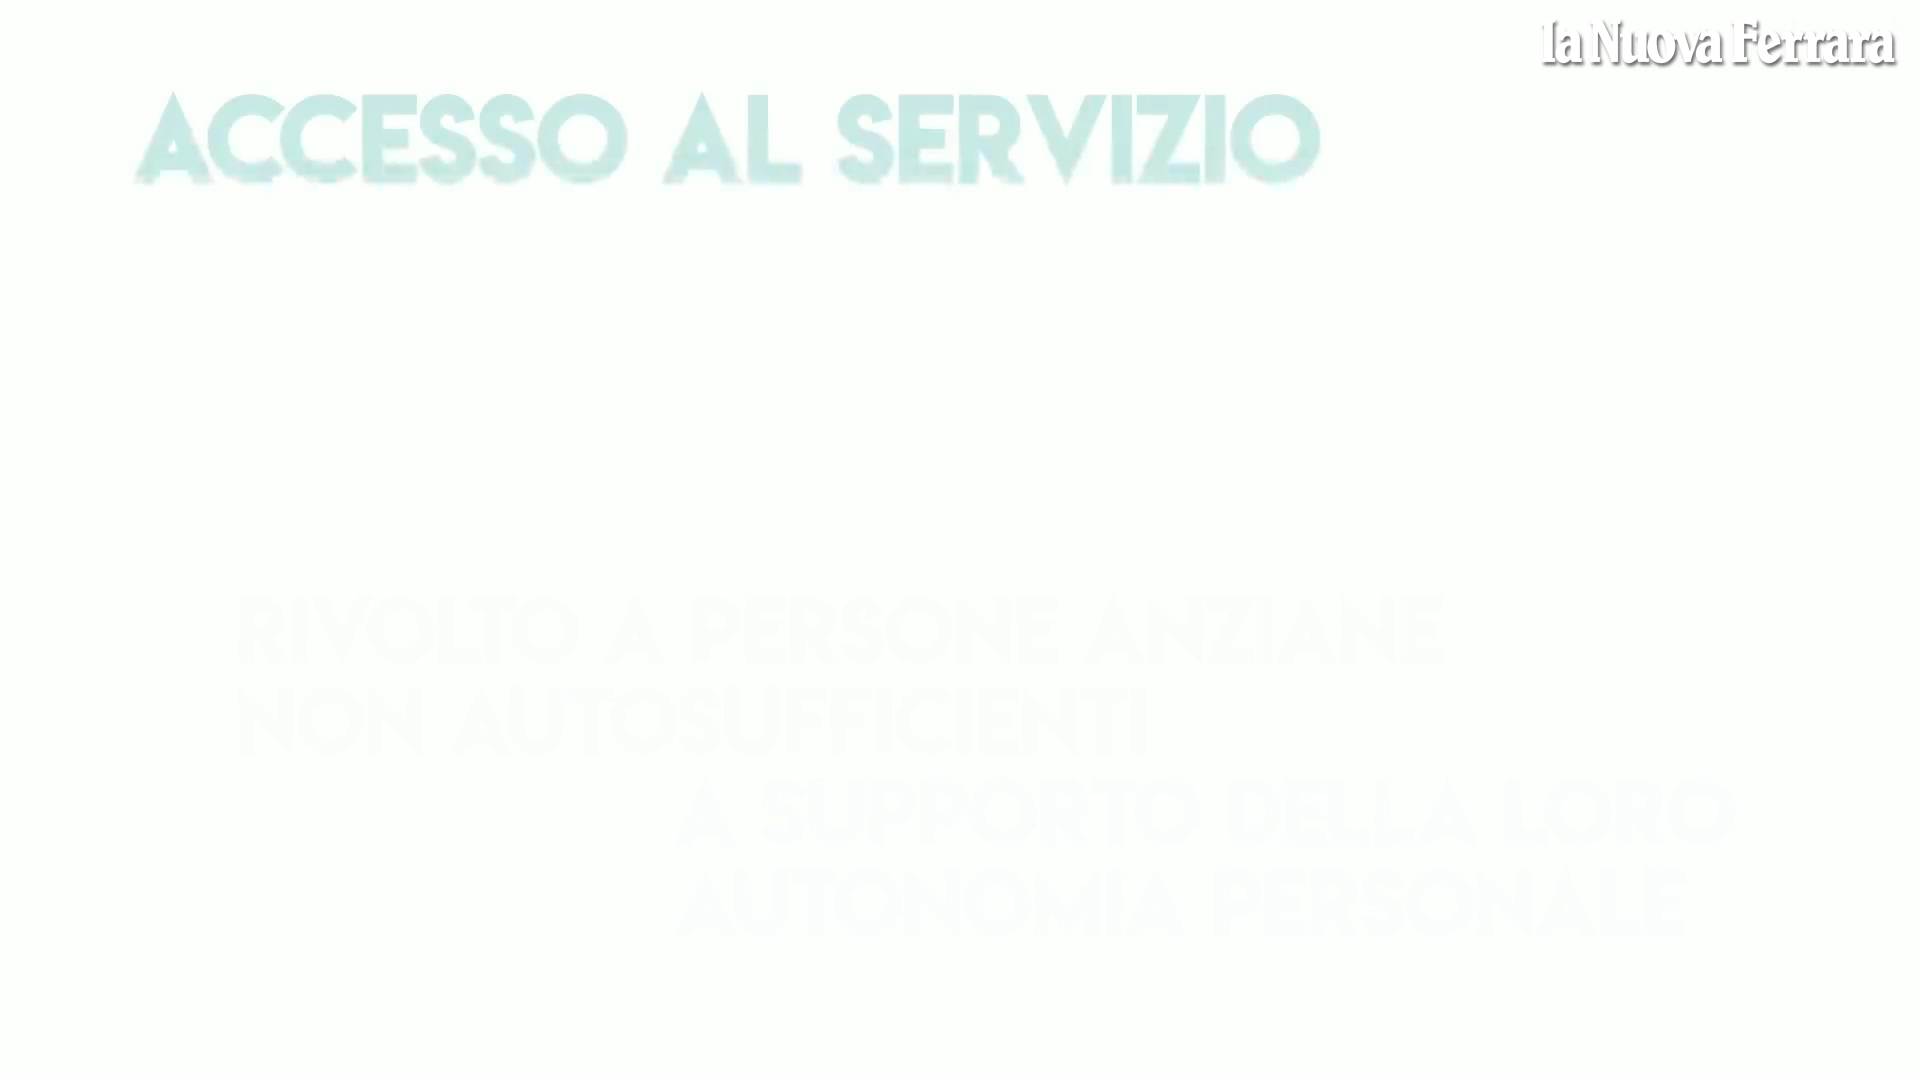 la Nuova Ferrara
ACCESSO AL SERVIZIO
RIVOLTO A PERSONE ANZIANE
NON AUTOSUFFICIENTI
A SUPPORTO DELLA LORO
AUTONOMIA PERSONALE